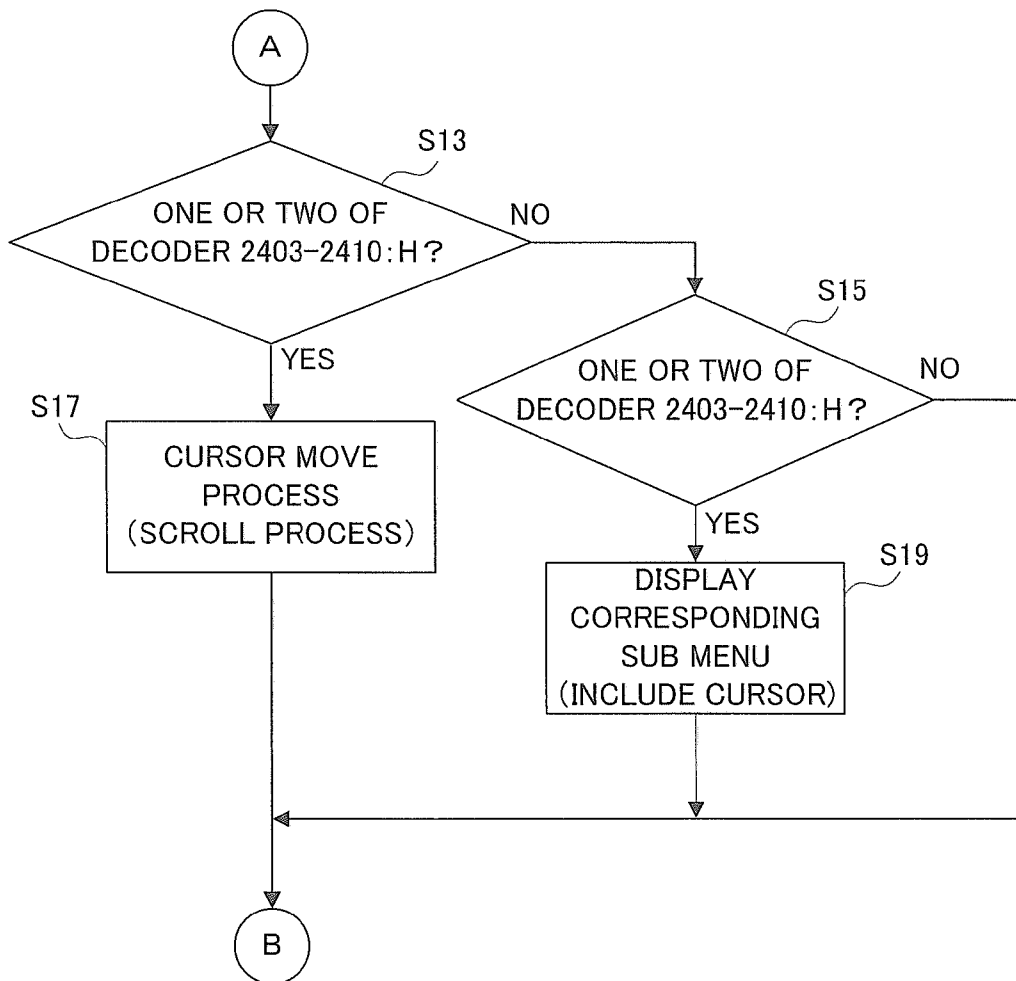 A
S13
ONE OR TWO OF
DECODER 2403-2410:H?
NO
YES
S15
ONE OR TWO OF
DECODER 2403-2410:H?
NO
YES
S17
CURSOR MOVE
PROCESS
(SCROLL PROCESS)
S19
DISPLAY
CORRESPONDING
SUB MENU
(INCLUDE CURSOR)
B